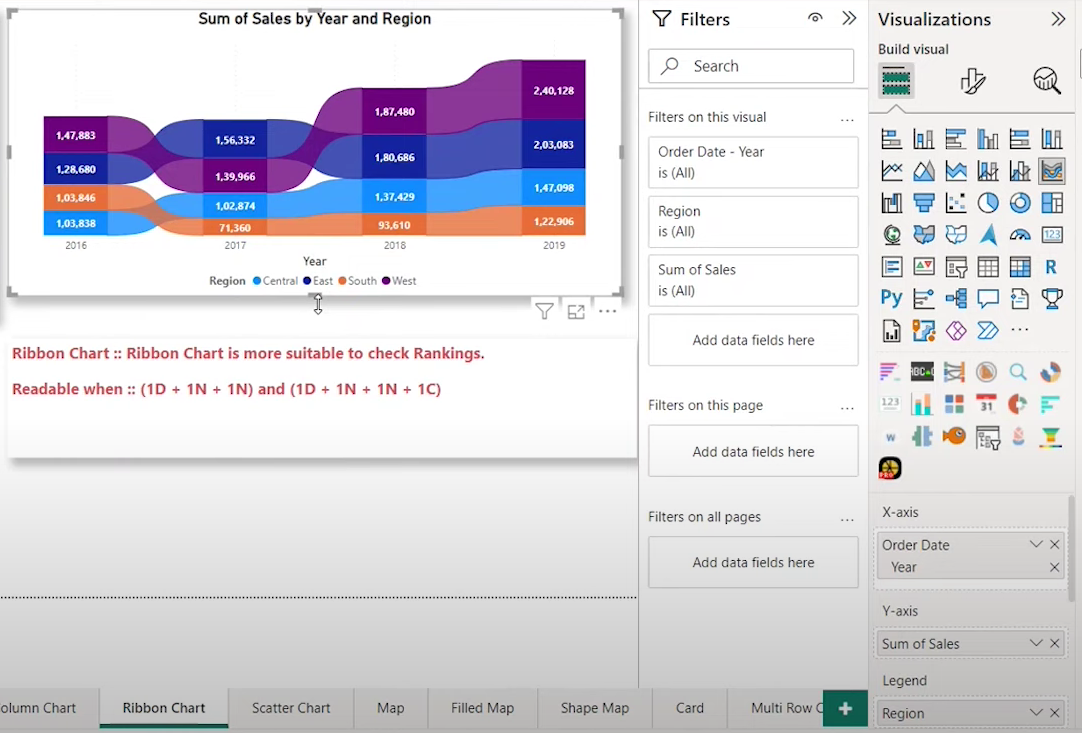 Sum of Sales by Year and Region
1,47,883
1,28,680
1,03,846
1,03,838
1,56,332
1,39,966
1,02,874
71,360
1,87,480
1,80,686
1,37,429
93,610
2,40,128
2,03,083
1,47,098
1,22,906
2016 2017 2018 2019
Year
Region Central East South West
Ribbon Chart :: Ribbon Chart is more suitable to check Rankings.
Readable when :: (1D + 1N + 1N) and (1D + 1N + 1N + 1C)
Filters
Search
Filters on this visual ...
Order Date - Year
is (All)
Region
is (All)
Sum of Sales
is (All)
Add data fields here
Filters on this page ...
Add data fields here
Filters on all pages ...
Add data fields here
Visualizations
Build visual
123
R
Py
...
ABC
123
31
W
PRO
X-axis
Order Date
Year
Y-axis
Sum of Sales
Legend
Region
olumn Chart Ribbon Chart Scatter Chart Map Filled Map Shape Map Card Multi Row C +